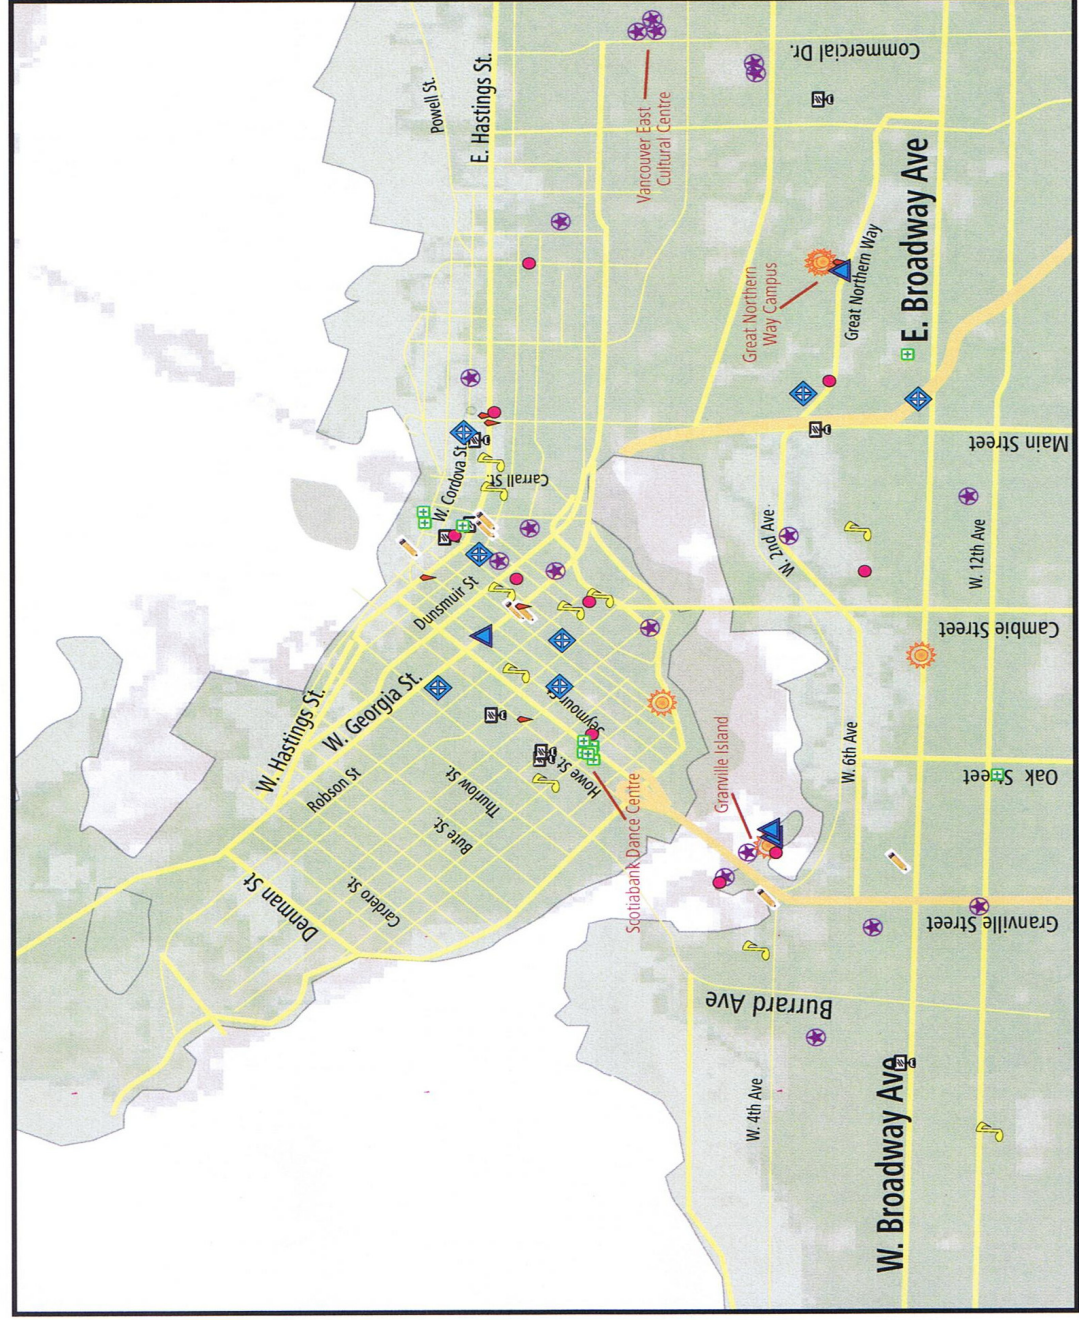 Powell St.
E. Hastings St.
Commercial Dr.
Vancouver East
Cultural Centre
Great Northern
Way Campus
Great Northern Way
E. Broadway Ave
W. Cordova St.
Carrall St.
Main Street
W. 2nd Ave
W. 12th Ave
Dunsmuir St
Cambie Street
W. Hastings St.
W. Georgia St.
Seymour St.
Robson St
Thurlow St.
Howe St.
Bute St.
Scotiabank Dance Centre
Granville Island
W. 6th Ave
Oak Street
Denman St
Cardero St.
Granville Street
Burrard Ave
W. 4th Ave
W. Broadway Ave